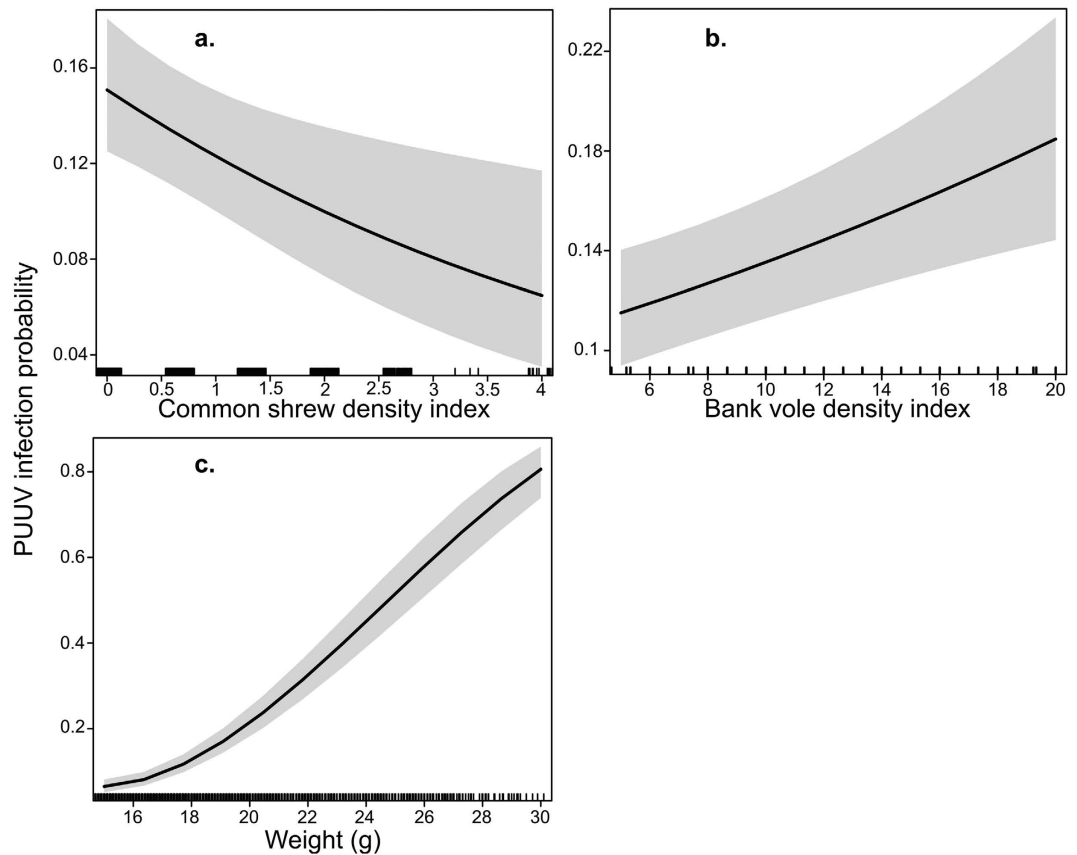 a.
0.16
0.12
0.08
0.04
0 0.5 1 1.5 2 2.5 3 3.5 4
Common shrew density index
b.
0.22
0.18
0.14
0.1
6 8 10 12 14 16 18 20
Bank vole density index
PUUV infection probability
c.
0.8
0.6
0.4
0.2
16 18 20 22 24 26 28 30
Weight (g)